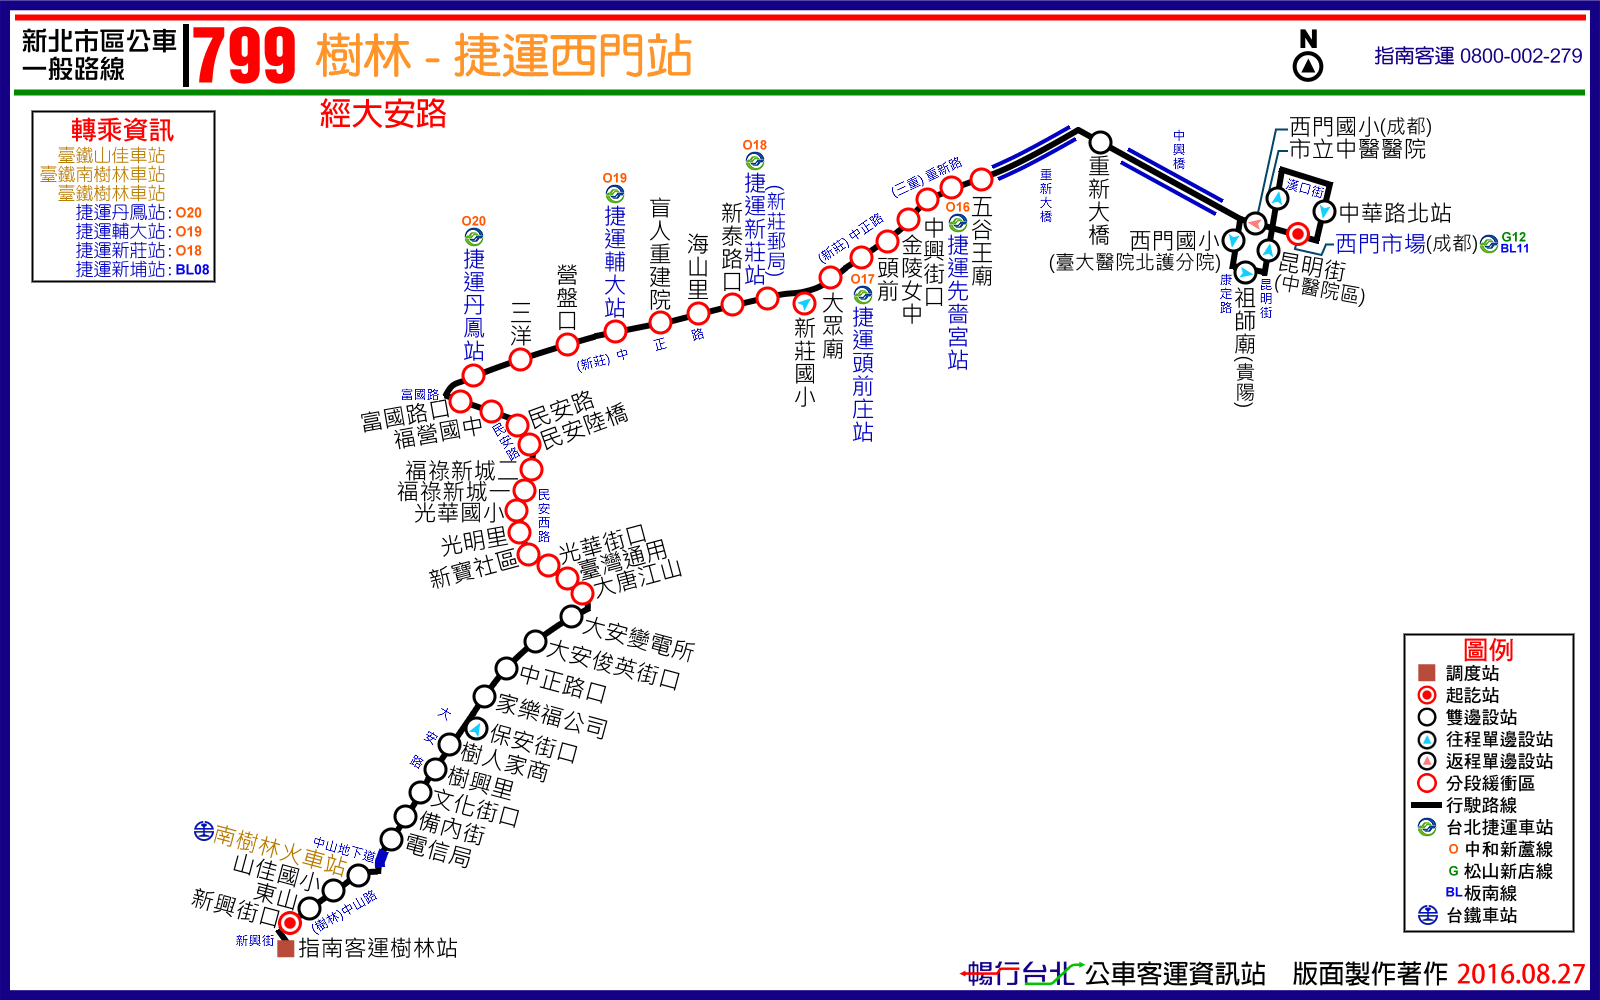 新北市區公車
一般路線
799
樹林 - 捷運西門站
經大安路
N
指南客運 0800-002-279
轉乘資訊
臺鐵山佳車站
臺鐵南樹林車站
臺鐵樹林車站
捷運丹鳳站: O20
捷運輔大站: O19
捷運新莊站: O18
捷運新埔站: BL08
O20
捷運丹鳳站
三洋
營盤口
O19
捷運輔大站
盲人重建院
海山里
新泰路口
O18
捷運新莊站
(新莊郵局)
新莊國小
大眾廟
O17
捷運頭前庄站
頭前
金陵女中
中興街口
O16
捷運先嗇宮站
五谷王廟
(新莊) 中正路
(新莊) 中正路
(三重) 重新路
重新大橋
重新大橋
中興橋
西門國小(成都)
市立中醫醫院
漢口街
中華路北站
西門市場(成都)
G12
BL11
西門國小
(臺大醫院北護分院)
昆明街
(中醫院區)
康定路
昆明街
祖師廟(貴陽)
富國路
富國路口
福營國中
民安路
民安路
民安陸橋
福祿新城二
福祿新城一
光華國小
民安西路
光明里
新寶社區
光華街口
臺灣通用
大唐江山
大安變電所
大安俊英街口
中正路口
家樂福公司
保安街口
大安路
樹人家商
樹興里
文化街口
備內街
電信局
中山地下道
南樹林火車站
山佳國小
東山
新興街口
(樹林)中山路
新興街
指南客運樹林站
圖例
調度站
起訖站
雙邊設站
往程單邊設站
返程單邊設站
分段緩衝區
行駛路線
台北捷運車站
O 中和新蘆線
G 松山新店線
BL 板南線
台鐵車站
暢行台北 公車客運資訊站 版面製作著作 2016.08.27